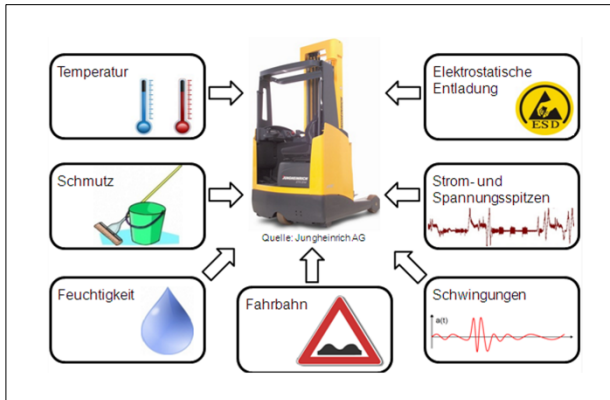 Temperatur
Elektrostatische
Entladung
ESD
Schmutz
Strom- und
Spannungsspitzen
Quelle: Jungheinrich AG
Feuchtigkeit
Fahrbahn
Schwingungen
a(t)